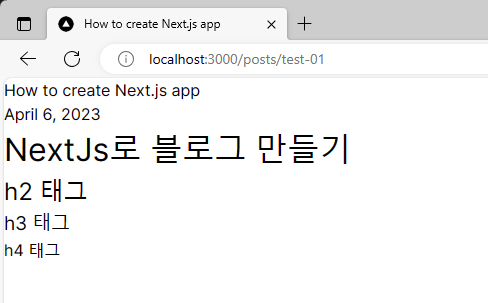 How to create Next.js app
localhost:3000/posts/test-01
How to create Next.js app
April 6, 2023
NextJs로 블로그 만들기
h2 태그
h3 태그
h4 태그